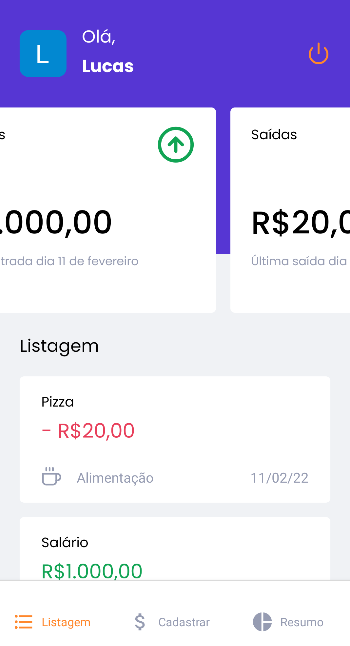 L
Olá,
Lucas
s
.000,00
trada dia 11 de fevereiro
Saídas
R$20,0
Última saída dia
Listagem
Pizza
- R$20,00
Alimentação
11/02/22
Salário
R$1.000,00
Listagem
Cadastrar
Resumo